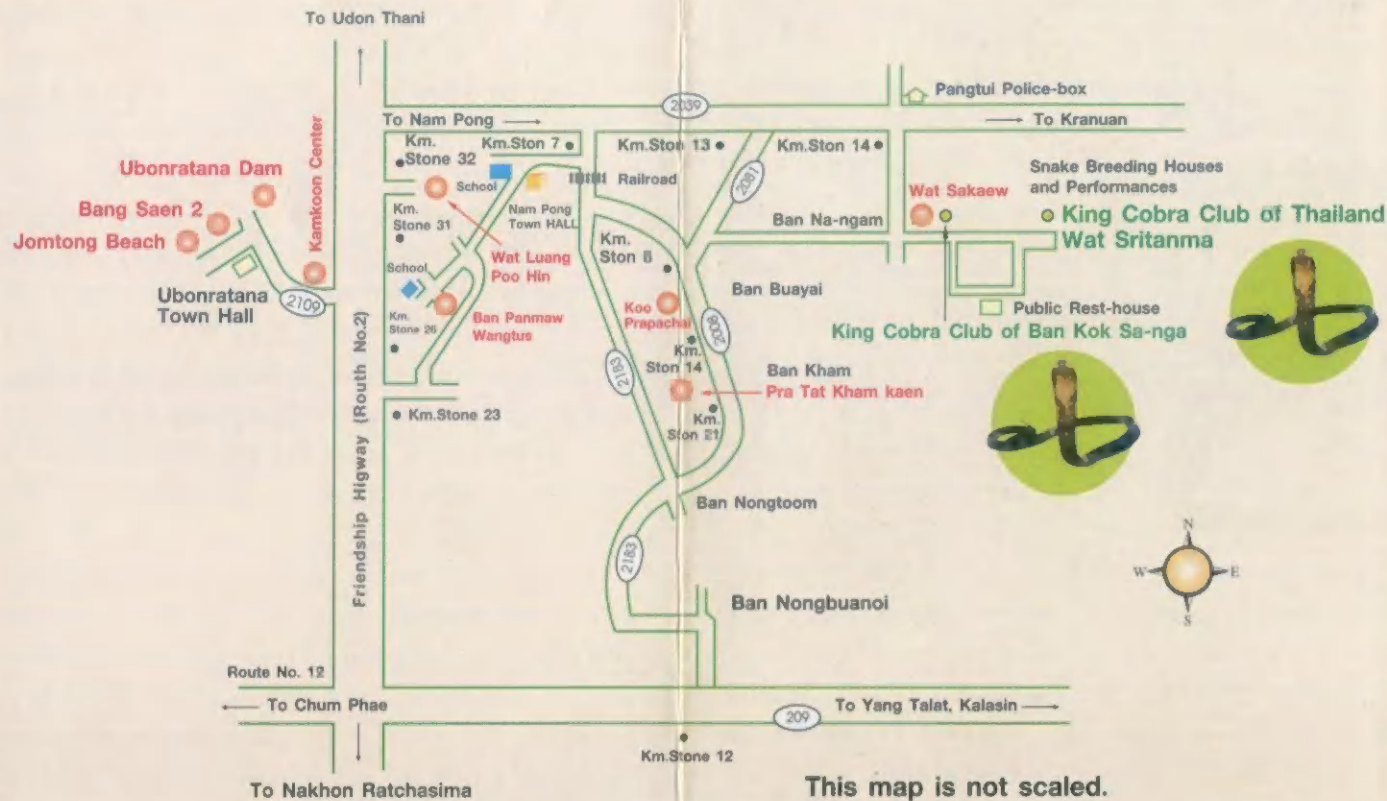 To Udon Thani
2039
Pangtui Police-box
To Nam Pong
To Kranuan
Km.
Stone 32
Km.Ston 7
Km.Ston 13
Km.Ston 14
2081
Snake Breeding Houses
and Performances
Ubonratana Dam
Kamkoon Center
School
Railroad
Wat Sakaew
King Cobra Club of Thailand
Wat Sritanma
Bang Saen 2
Jomtong Beach
Km.
Stone 31
Nam Pong
Town HALL
Ban Na-ngam
Wat Luang
Poo Hin
Km.
Ston 8
School
Ubonratana
Town Hall
2109
Ban Buayai
Public Rest-house
King Cobra Club of Ban Kok Sa-nga
Km.
Stone 26
Ban Panmaw
Wangtus
Koo
Prapachai
2008
Km.
Ston 14
2183
Ban Kham
Pra Tat Kham kaen
Km.Stone 23
Km.
Ston 21
Friendship Higway (Routh No.2)
Ban Nongtoom
2183
N
W
E
S
Ban Nongbuanoi
Route No. 12
To Chum Phae
To Yang Talat, Kalasin
209
Km.Stone 12
To Nakhon Ratchasima
This map is not scaled.